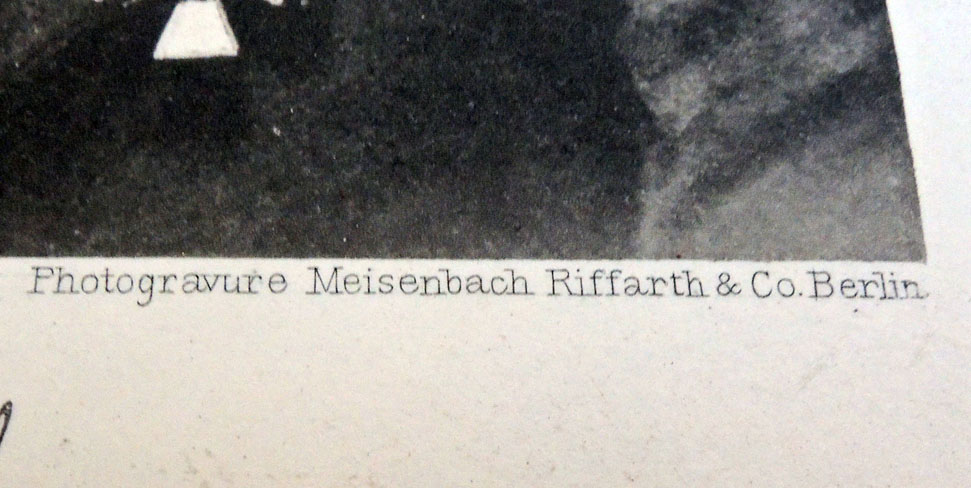 Photogravure Meisenbach Riffarth & Co. Berlin.